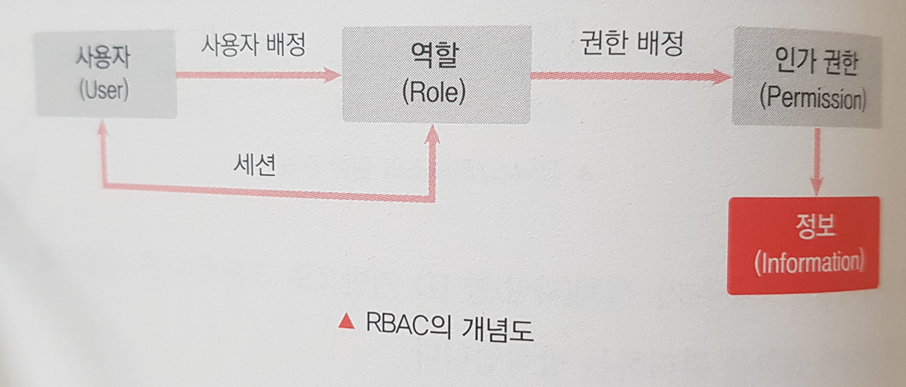 사용자
(User)
사용자 배정
역할
(Role)
권한 배정
인가 권한
(Permission)
세션
정보
(Information)
▲ RBAC의 개념도